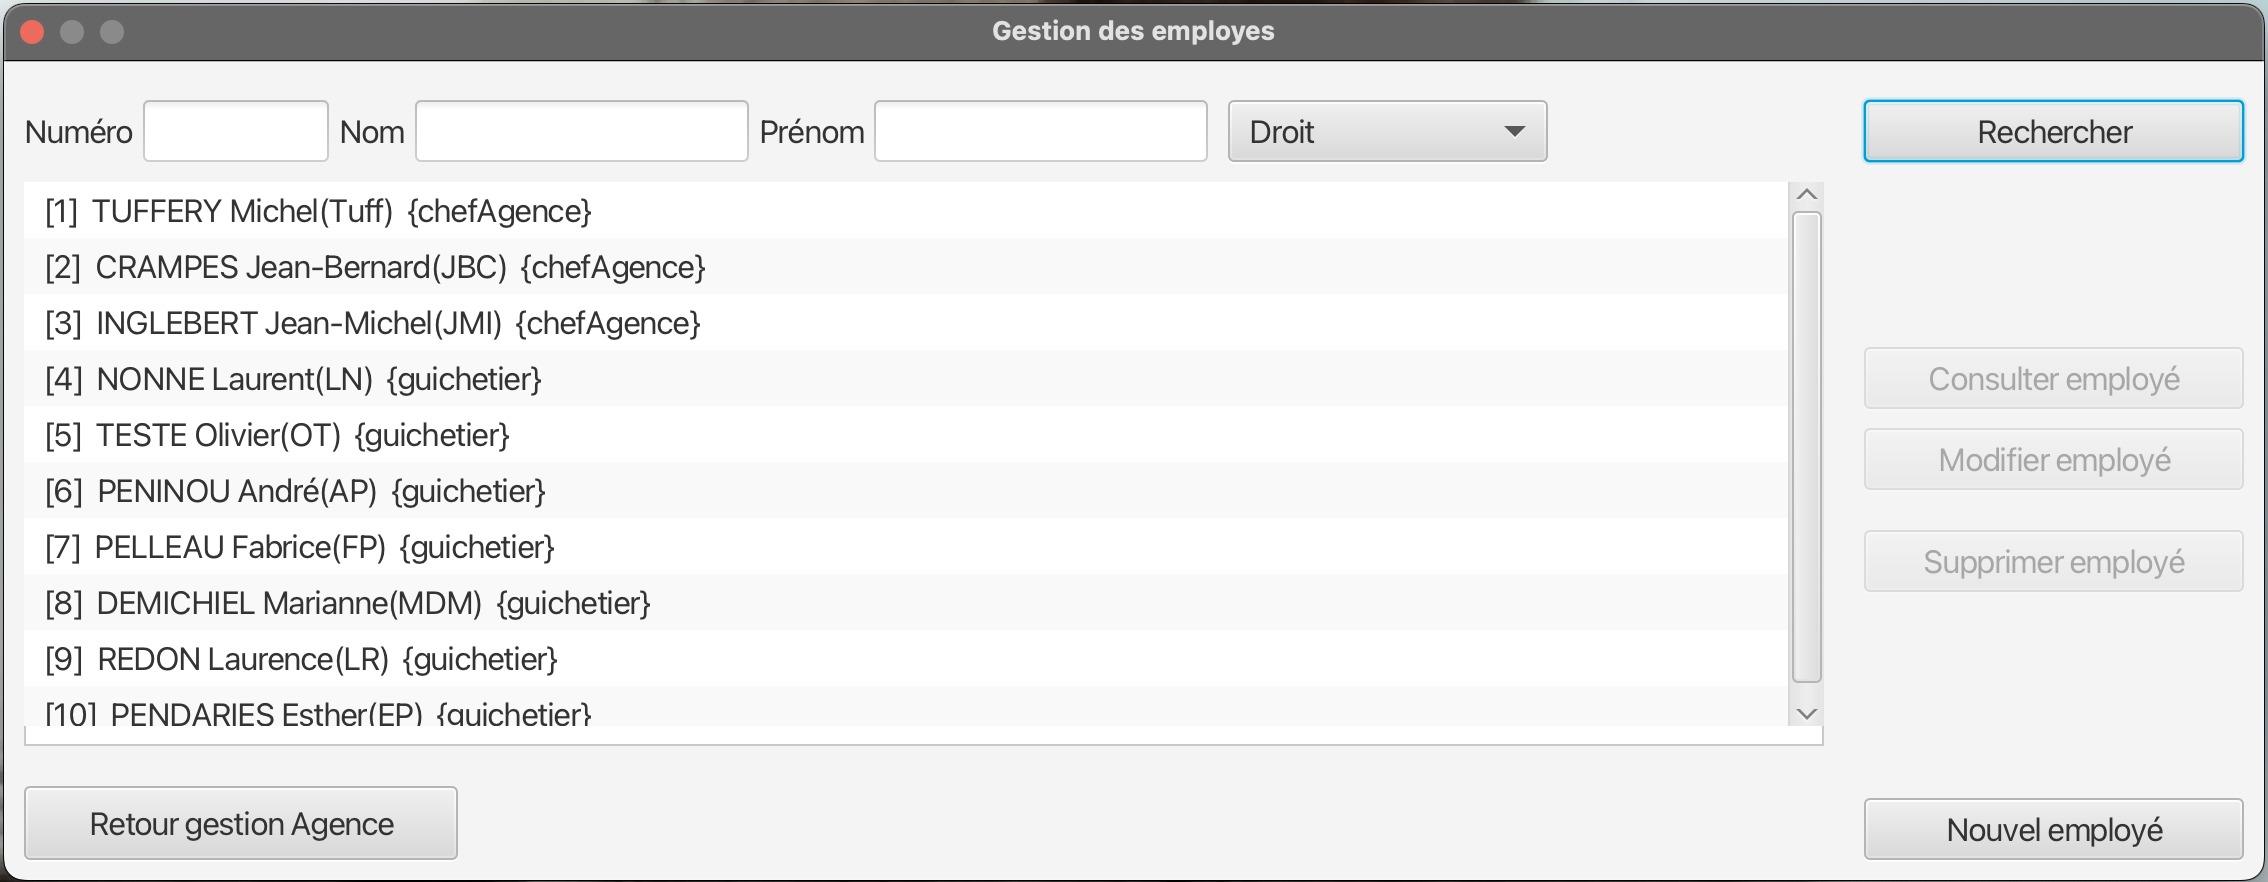 Gestion des employes
Numéro Nom Prénom Droit Rechercher
[1] TUFFERY Michel(Tuff) {chefAgence}
[2] CRAMPES Jean-Bernard(JBC) {chefAgence}
[3] INGLEBERT Jean-Michel(JMI) {chefAgence}
[4] NONNE Laurent(LN) {guichetier}
[5] TESTE Olivier(OT) {guichetier}
[6] PENINOU André(AP) {guichetier}
[7] PELLEAU Fabrice(FP) {guichetier}
[8] DEMICHIEL Marianne(MDM) {guichetier}
[9] REDON Laurence(LR) {guichetier}
[10] PENDARIES Esther(EP) {guichetier}
Consulter employé
Modifier employé
Supprimer employé
Retour gestion Agence
Nouvel employé